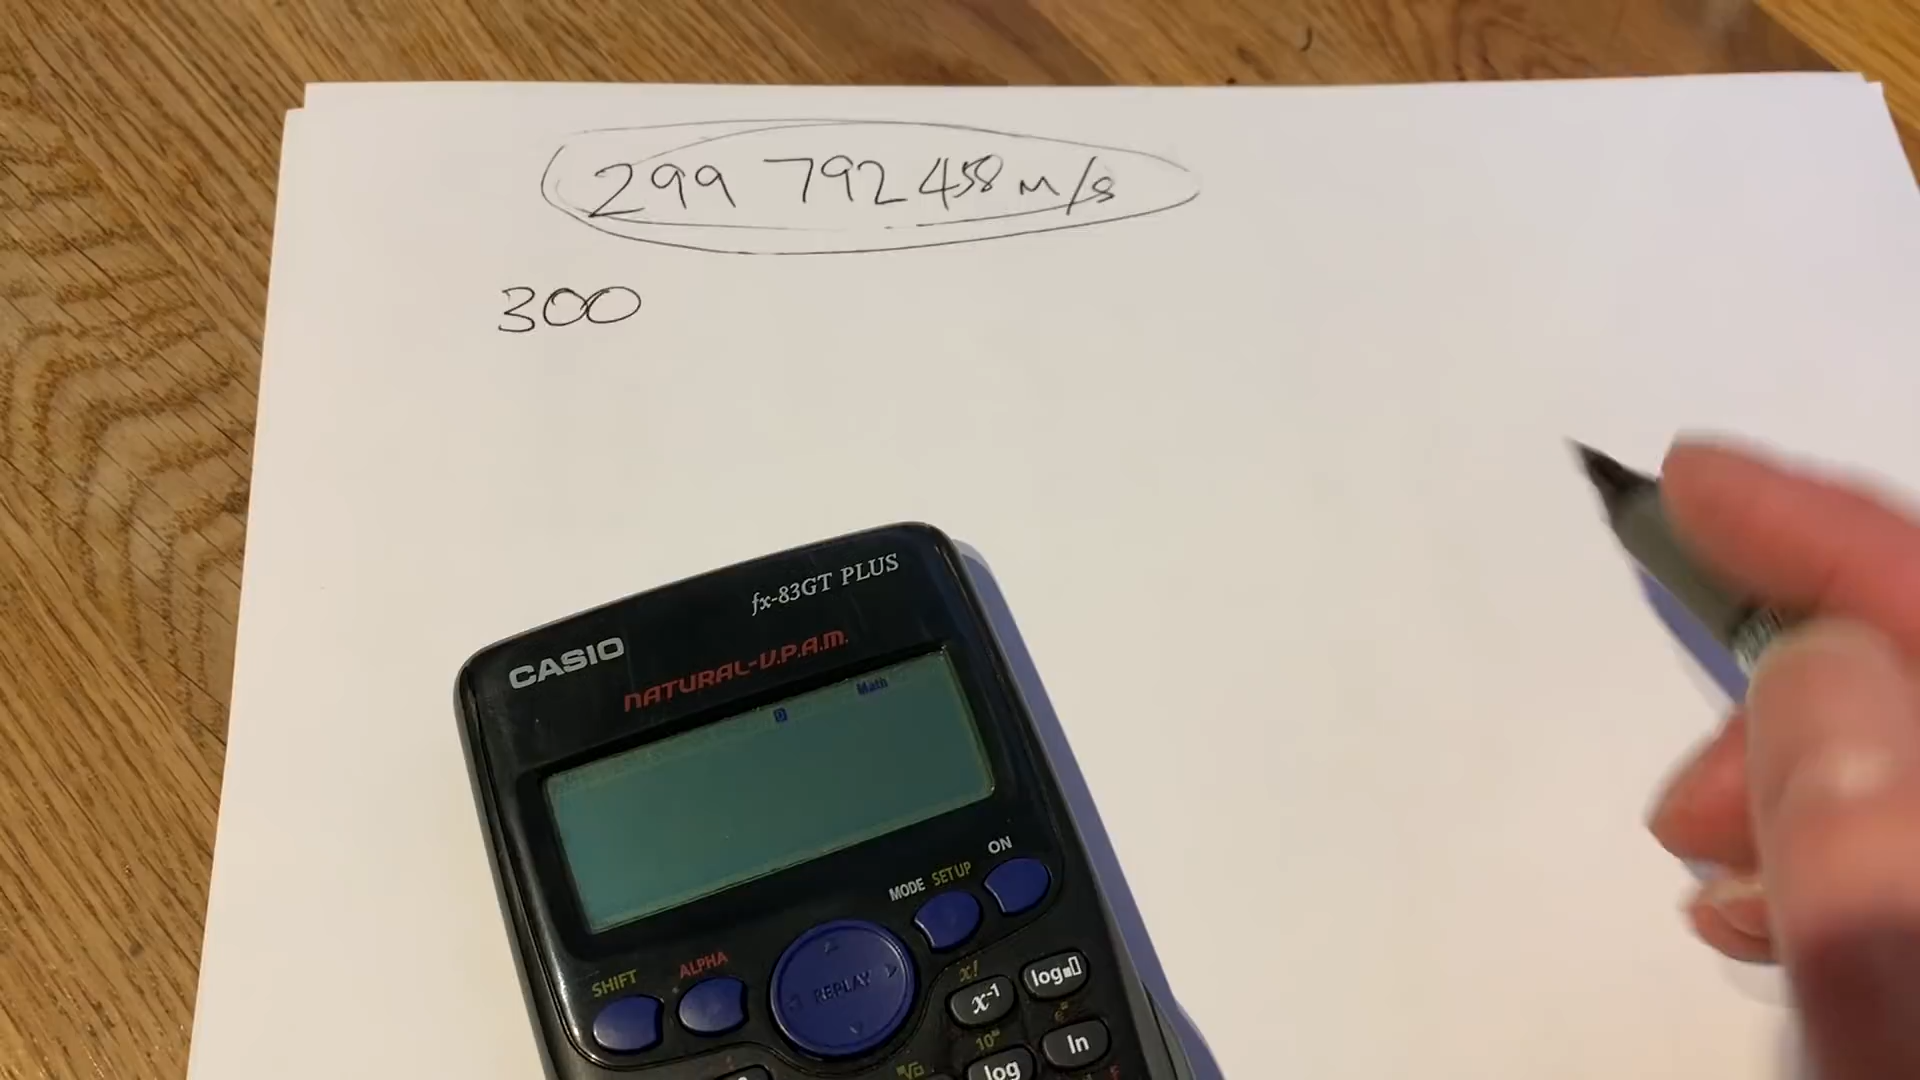 299 792 458 m/s
300
fx-83GT PLUS
CASIO
NATURAL-V.P.A.M.
D Math
ON
MODE SETUP
SHIFT ALPHA
REPLAY
x!
x⁻¹ log
10
log ln